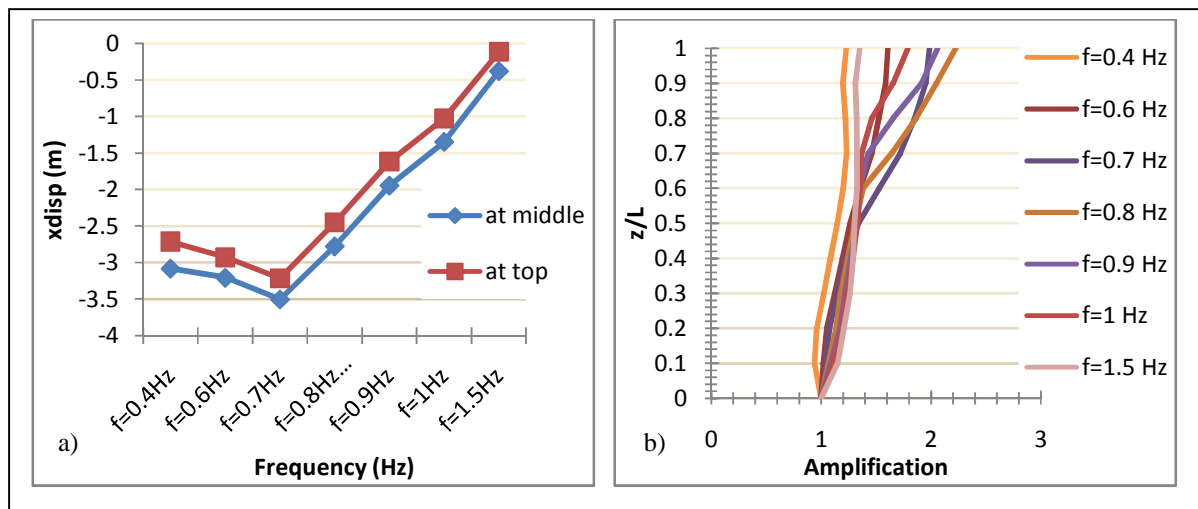 0
-0.5
-1
-1.5
-2
-2.5
-3
-3.5
-4
xdisp (m)
at middle
at top
f=0.4Hz
f=0.6Hz
f=0.7Hz
f=0.8Hz...
f=0.9Hz
f=1Hz
f=1.5Hz
a)
Frequency (Hz)
1
0.9
0.8
0.7
0.6
0.5
0.4
0.3
0.2
0.1
0
z/L
f=0.4 Hz
f=0.6 Hz
f=0.7 Hz
f=0.8 Hz
f=0.9 Hz
f=1 Hz
f=1.5 Hz
b)
0 1 2 3
Amplification